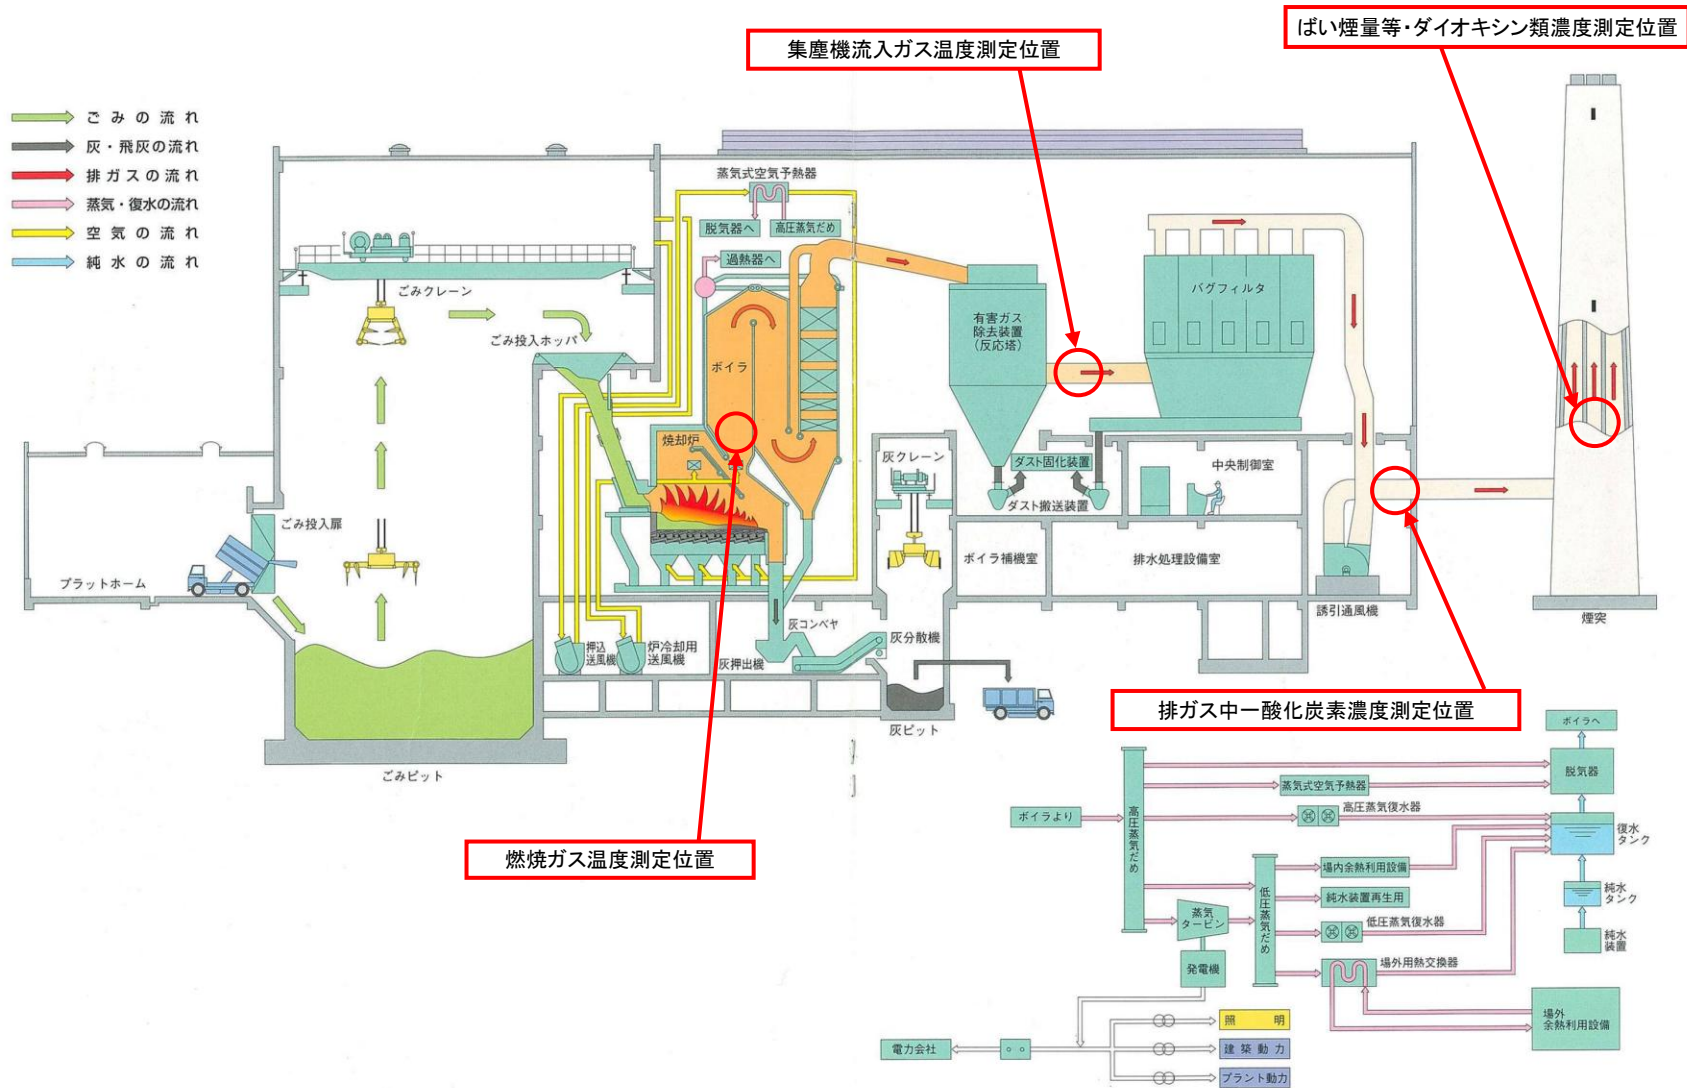 ばい煙量等・ダイオキシン類濃度測定位置
集塵機流入ガス温度測定位置
ごみの流れ
灰・飛灰の流れ
排ガスの流れ
蒸気・復水の流れ
空気の流れ
純水の流れ
蒸気式空気予熱器
脱気器へ
高圧蒸気だめ
過熱器へ
ごみクレーン
ごみ投入ホッパ
ボイラ
有害ガス
除去装置
(反応塔)
バグフィルタ
焼却炉
灰クレーン
ダスト固化装置
中央制御室
ダスト搬送装置
ごみ投入扉
プラットホーム
ボイラ補機室
排水処理設備室
誘引通風機
煙突
押込
送風機
炉冷却用
送風機
灰コンベヤ
灰押出機
灰分散機
灰ピット
ごみピット
排ガス中一酸化炭素濃度測定位置
燃焼ガス温度測定位置
ボイラへ
脱気器
蒸気式空気予熱器
高圧蒸気復水器
ボイラより
高圧蒸気だめ
復水
タンク
場内余熱利用設備
純水装置再生用
低圧蒸気だめ
蒸気
タービン
低圧蒸気復水器
純水
タンク
純水
装置
発電機
場外用熱交換器
場外
余熱利用設備
照明
電力会社
建築動力
プラント動力